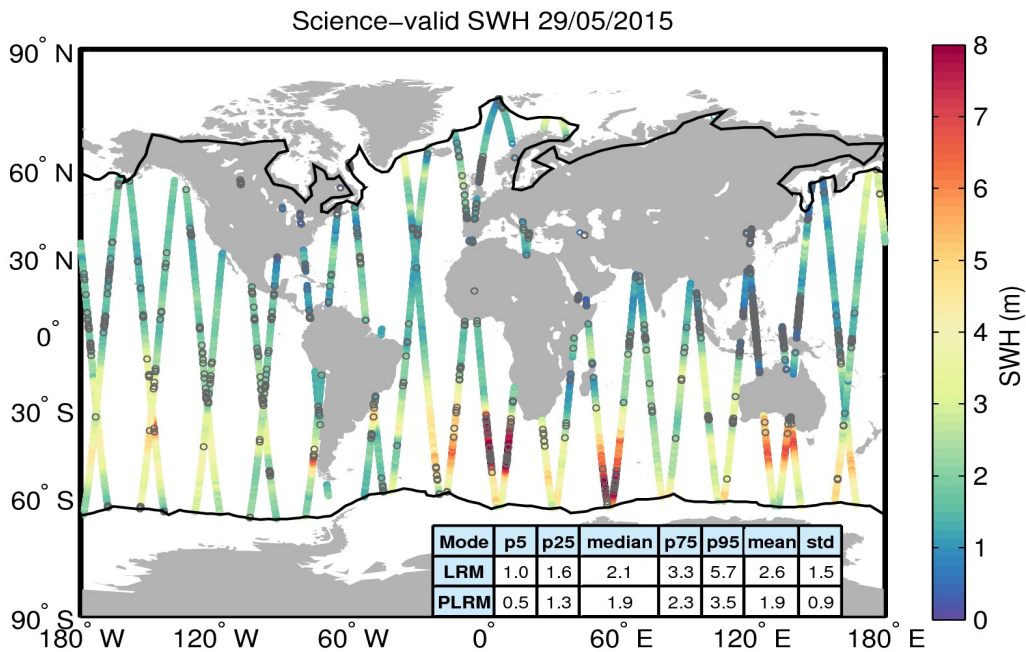 Science−valid SWH 29/05/2015
90° N
60° N
30° N
0°
30° S
60° S
90° S
180° W
120° W
60° W
0°
60° E
120° E
180° E
Mode p5 p25 median p75 p95 mean std
LRM 1.0 1.6 2.1 3.3 5.7 2.6 1.5
PLRM 0.5 1.3 1.9 2.3 3.5 1.9 0.9
8
7
6
5
4
3
2
1
0
SWH (m)